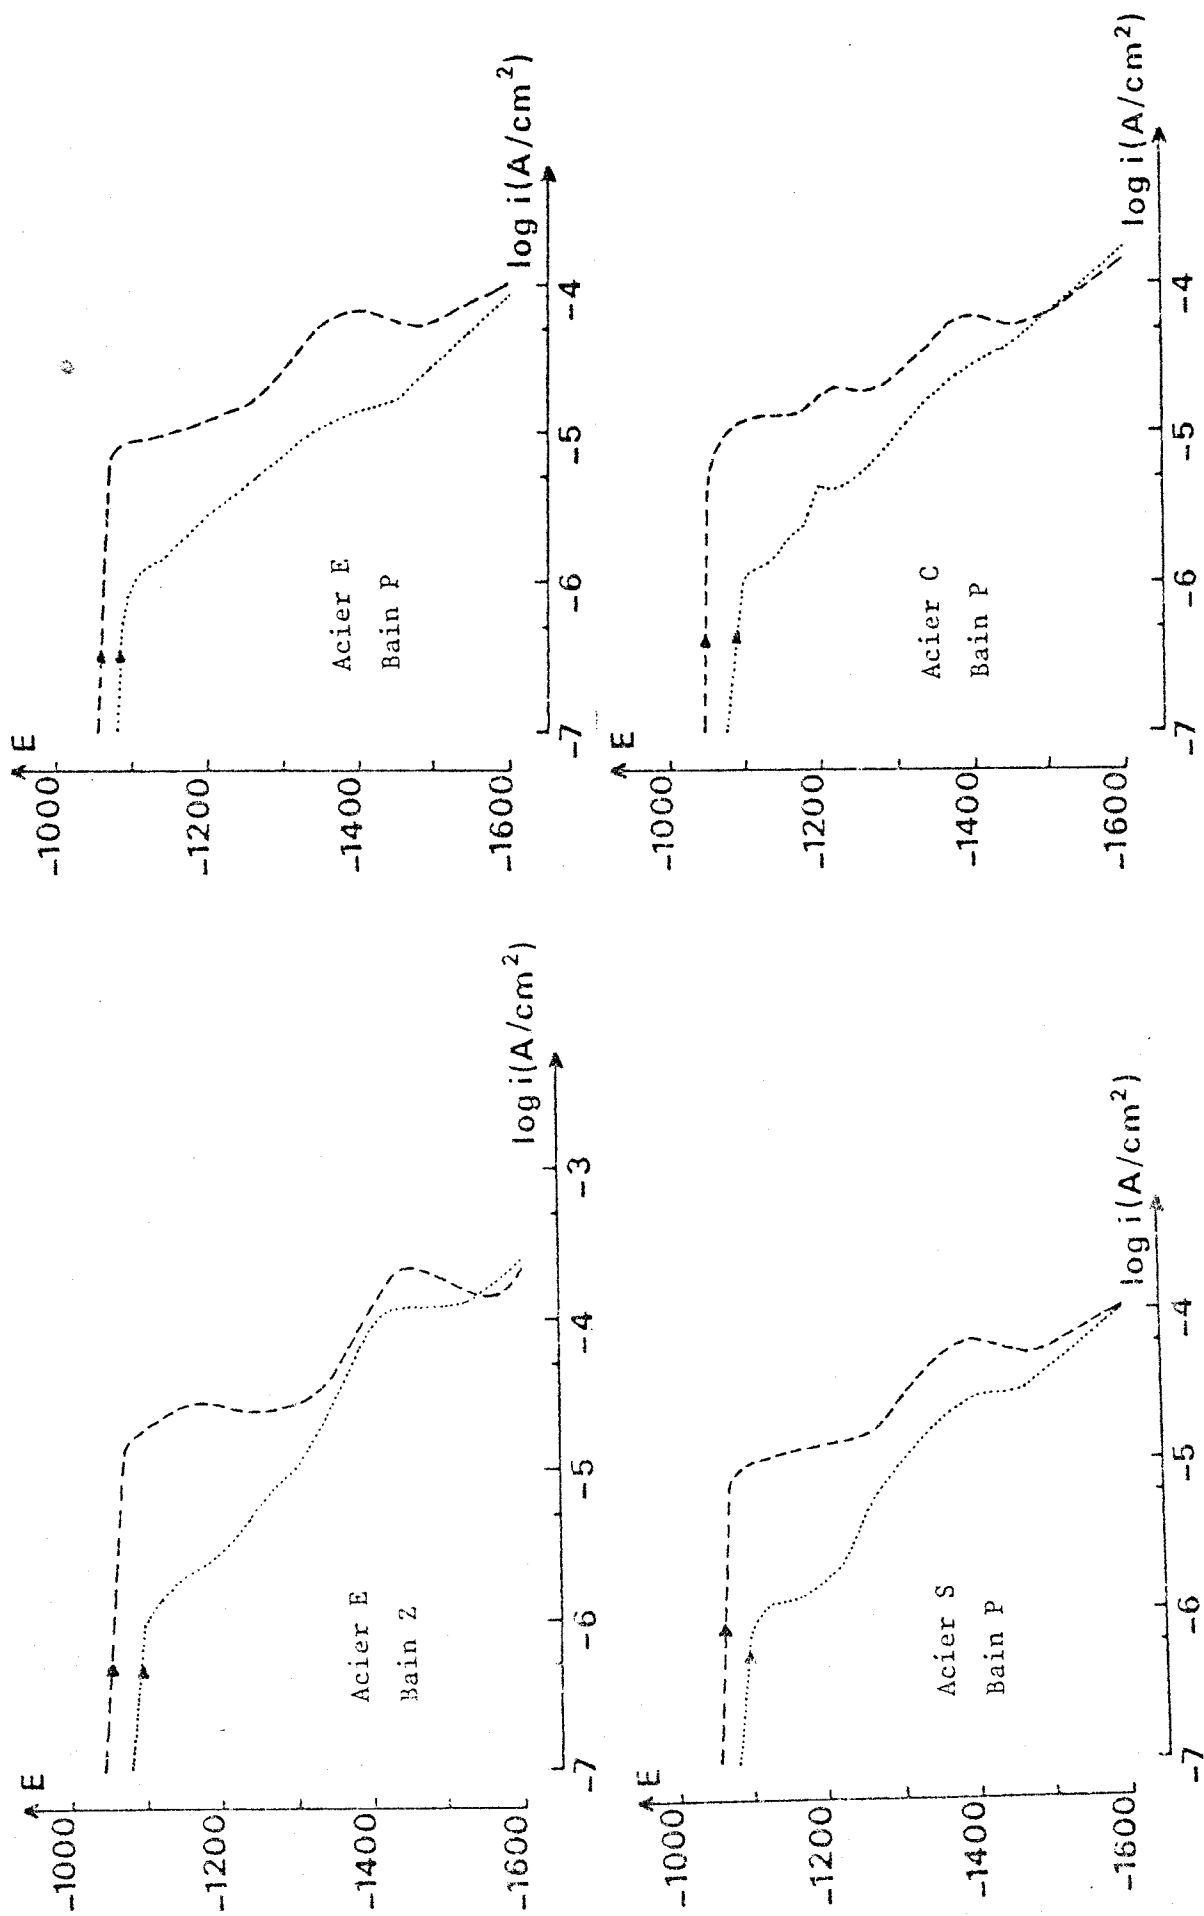 E
-1000
-1200
-1400
-1600
Acier E
Bain Z
-7
-6
-5
-4
-3
log i(A/cm²)
E
-1000
-1200
-1400
-1600
Acier E
Bain P
-7
-6
-5
-4
log i(A/cm²)
E
-1000
-1200
-1400
-1600
Acier S
Bain P
-7
-6
-5
-4
log i(A/cm²)
E
-1000
-1200
-1400
-1600
Acier C
Bain P
-7
-6
-5
-4
log i(A/cm²)